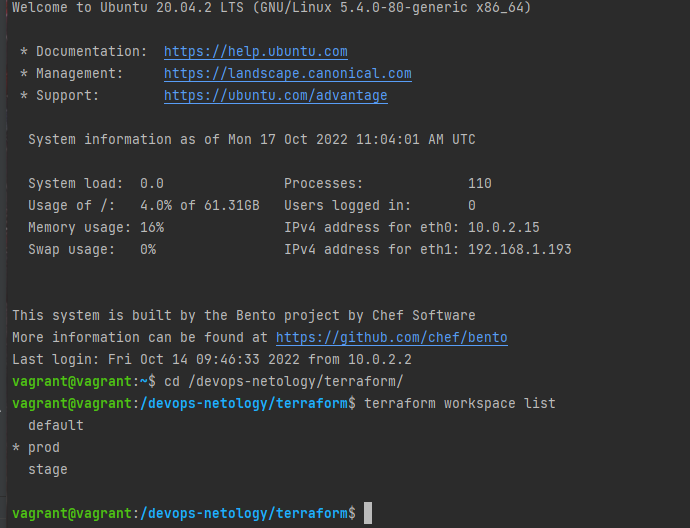 Welcome to Ubuntu 20.04.2 LTS (GNU/Linux 5.4.0-80-generic x86_64)
* Documentation:  https://help.ubuntu.com
* Management:     https://landscape.canonical.com
* Support:        https://ubuntu.com/advantage
System information as of Mon 17 Oct 2022 11:04:01 AM UTC
System load:  0.0               Processes:             110
Usage of /:   4.0% of 61.31GB   Users logged in:       0
Memory usage: 16%               IPv4 address for eth0: 10.0.2.15
Swap usage:   0%                IPv4 address for eth1: 192.168.1.193
This system is built by the Bento project by Chef Software
More information can be found at https://github.com/chef/bento
Last login: Fri Oct 14 09:46:33 2022 from 10.0.2.2
vagrant@vagrant:~$ cd /devops-netology/terraform/
vagrant@vagrant:/devops-netology/terraform$ terraform workspace list
default
* prod
stage
vagrant@vagrant:/devops-netology/terraform$